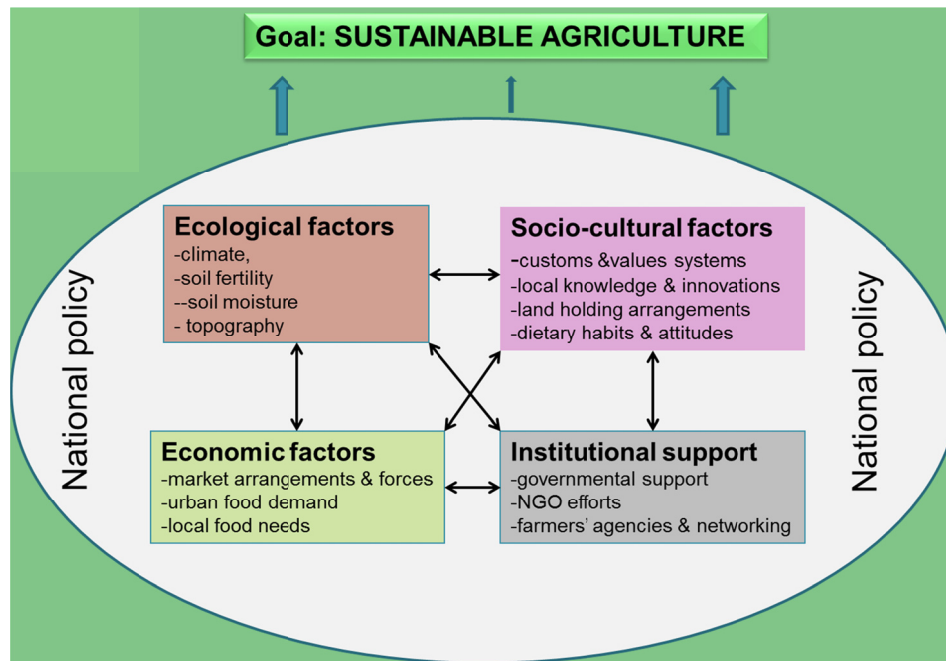 Goal: SUSTAINABLE AGRICULTURE
National policy
Ecological factors
-climate,
-soil fertility
--soil moisture
- topography
Socio-cultural factors
-customs &values systems
-local knowledge & innovations
-land holding arrangements
-dietary habits & attitudes
Economic factors
-market arrangements & forces
-urban food demand
-local food needs
Institutional support
-governmental support
-NGO efforts
-farmers’ agencies & networking
National policy